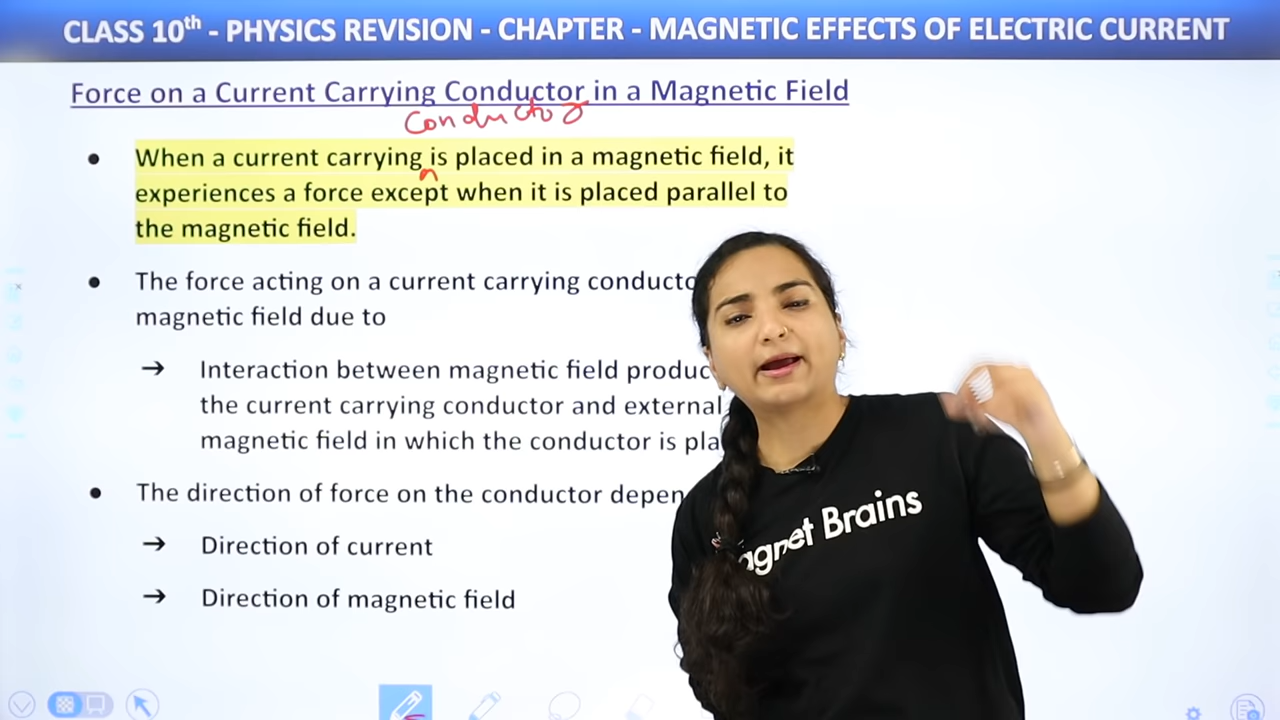 CLASS 10th - PHYSICS REVISION - CHAPTER - MAGNETIC EFFECTS OF ELECTRIC CURRENT
Force on a Current Carrying Conductor in a Magnetic Field
Conductor
When a current carrying is placed in a magnetic field, it
experiences a force except when it is placed parallel to
the magnetic field.
The force acting on a current carrying conducto
magnetic field due to
→ Interaction between magnetic field produc
the current carrying conductor and external
magnetic field in which the conductor is pla
The direction of force on the conductor depen
→ Direction of current
→ Direction of magnetic field
agnet Brains